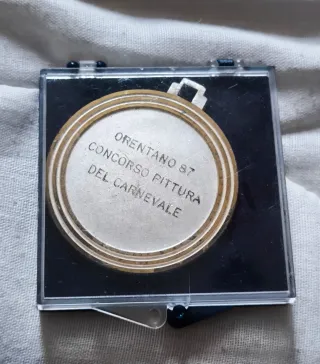 ORENTANO 87
CONCORSO PITTURA
DEL CARNEVALE